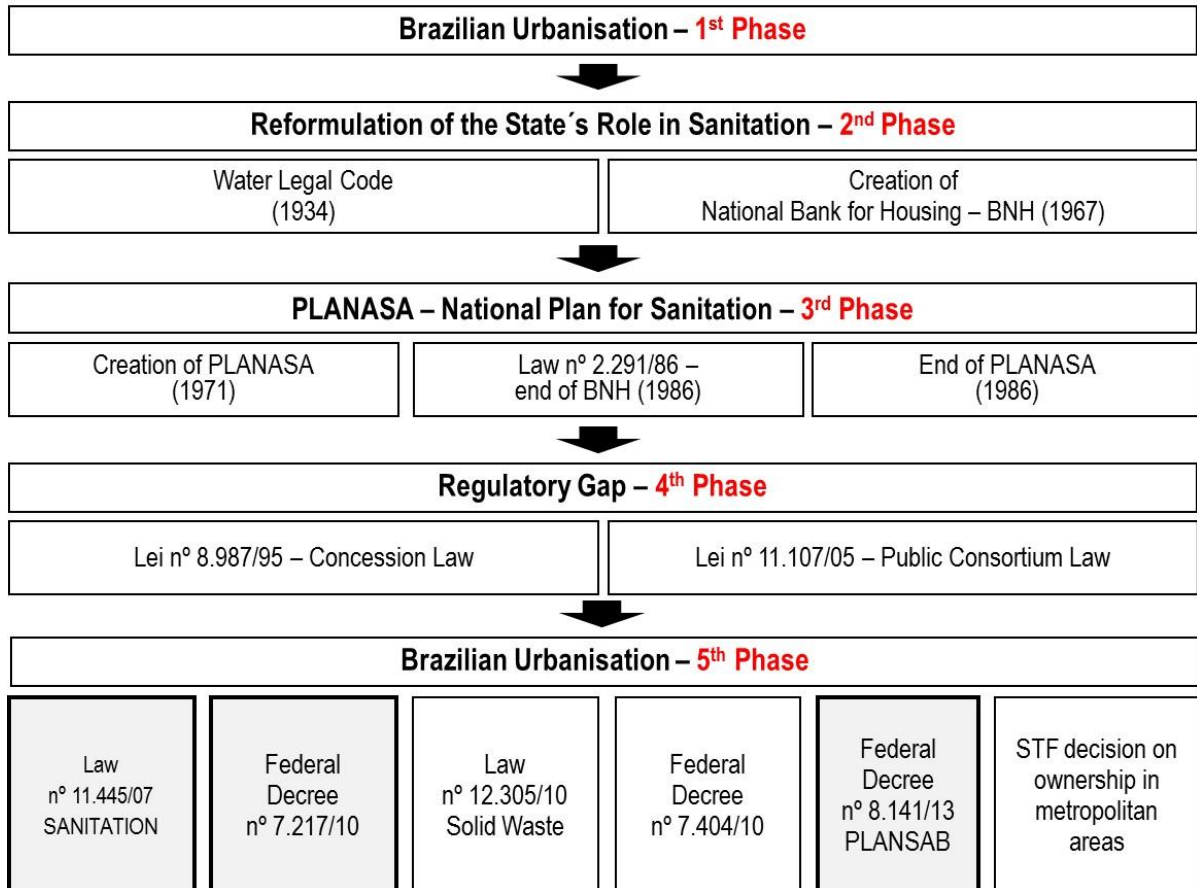 Brazilian Urbanisation – 1st Phase
Reformulation of the State´s Role in Sanitation – 2nd Phase
Water Legal Code
(1934)
Creation of
National Bank for Housing – BNH (1967)
PLANASA – National Plan for Sanitation – 3rd Phase
Creation of PLANASA
(1971)
Law nº 2.291/86 –
end of BNH (1986)
End of PLANASA
(1986)
Regulatory Gap – 4th Phase
Lei nº 8.987/95 – Concession Law
Lei nº 11.107/05 – Public Consortium Law
Brazilian Urbanisation – 5th Phase
Law
nº 11.445/07
SANITATION
Federal
Decree
nº 7.217/10
Law
nº 12.305/10
Solid Waste
Federal
Decree
nº 7.404/10
Federal
Decree
nº 8.141/13
PLANSAB
STF decision on
ownership in
metropolitan
areas